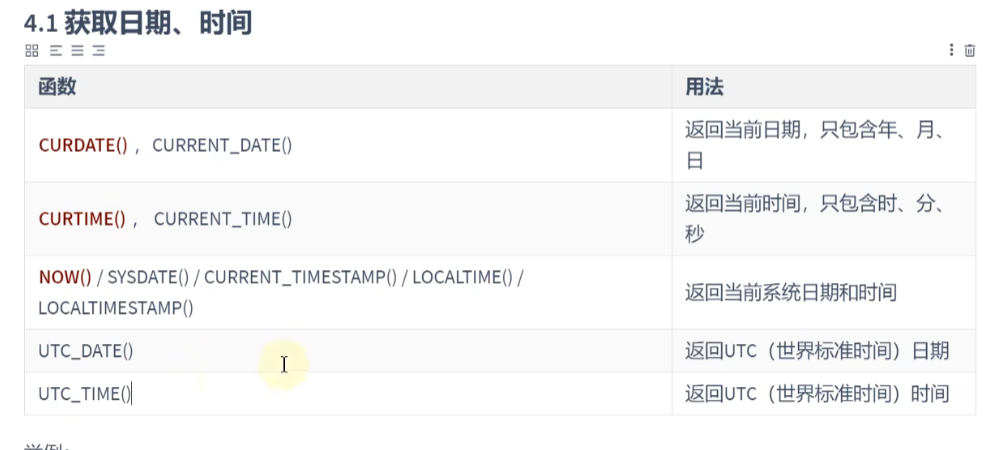 4.1 获取日期、时间
函数
用法
CURDATE() ，CURRENT_DATE()
返回当前日期，只包含年、月、
日
CURTIME() ， CURRENT_TIME()
返回当前时间，只包含时、分、
秒
NOW() / SYSDATE() / CURRENT_TIMESTAMP() / LOCALTIME() /
LOCALTIMESTAMP()
返回当前系统日期和时间
UTC_DATE()
返回UTC（世界标准时间）日期
UTC_TIME()
返回UTC（世界标准时间）时间